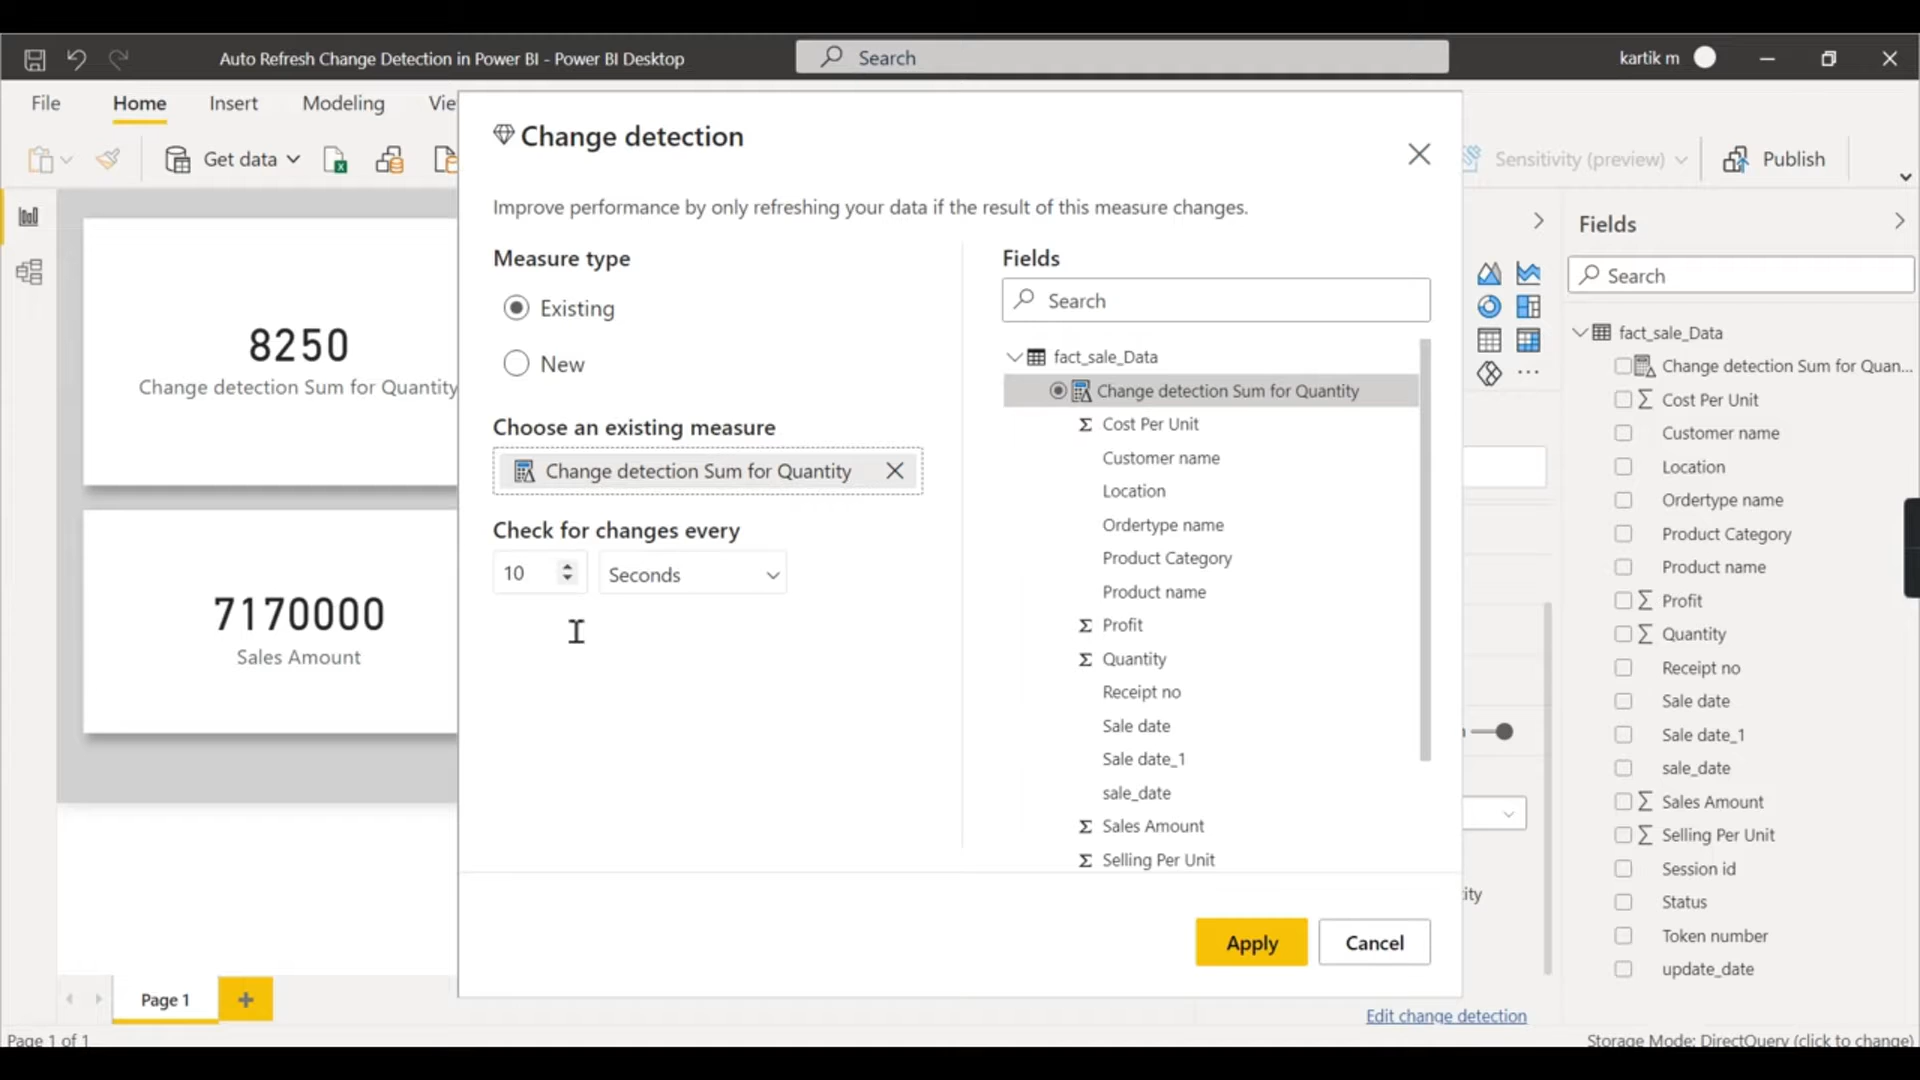 Auto Refresh Change Detection in Power BI - Power BI Desktop
Search
kartik m
File
Home
Insert
Modeling
Vie
Get data
Sensitivity (preview)
Publish
8250
Change detection Sum for Quantity
7170000
Sales Amount
Change detection
Improve performance by only refreshing your data if the result of this measure changes.
Measure type
Existing
New
Choose an existing measure
Change detection Sum for Quantity
Check for changes every
10
Seconds
Fields
Search
fact_sale_Data
Change detection Sum for Quantity
Cost Per Unit
Customer name
Location
Ordertype name
Product Category
Product name
Profit
Quantity
Receipt no
Sale date
Sale date_1
sale_date
Sales Amount
Selling Per Unit
Apply
Cancel
Edit change detection
Fields
Search
fact_sale_Data
Change detection Sum for Quan...
Cost Per Unit
Customer name
Location
Ordertype name
Product Category
Product name
Profit
Quantity
Receipt no
Sale date
Sale date_1
sale_date
Sales Amount
Selling Per Unit
Session id
Status
Token number
update_date
Page 1
Page 1 of 1
Storage Mode: DirectQuery (click to change)